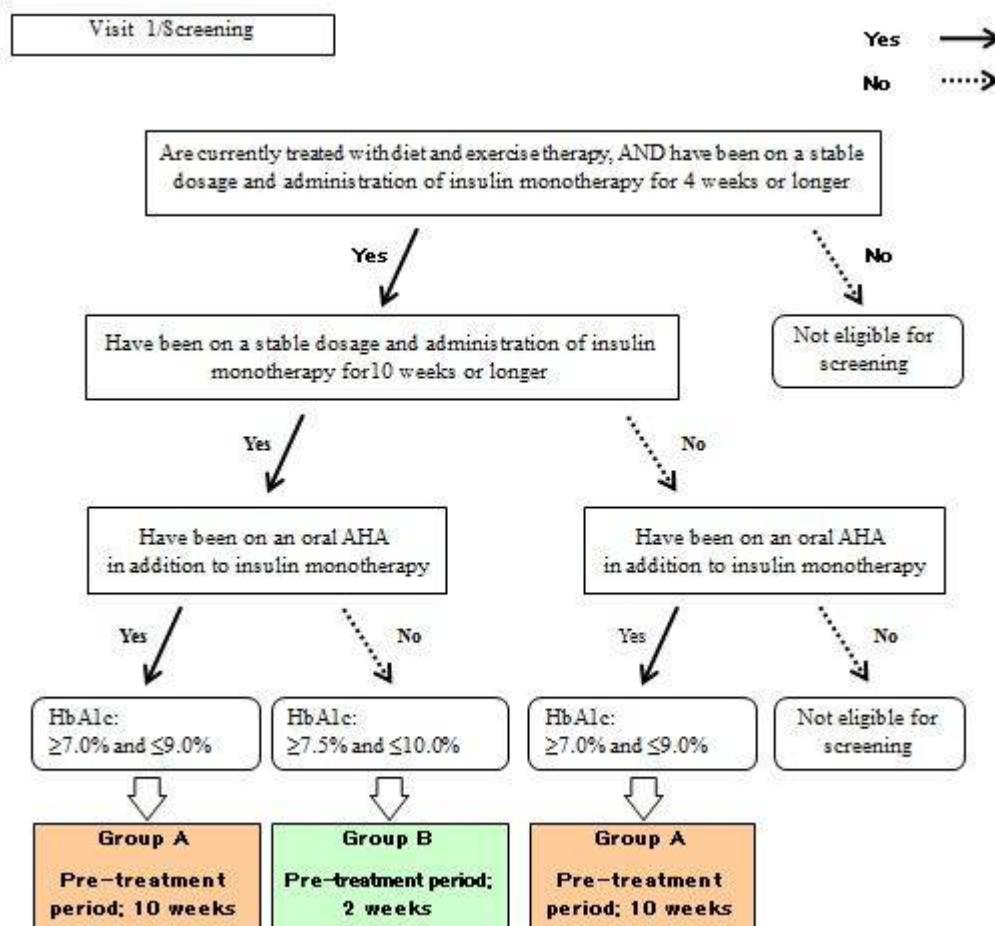 Visit 1/Screening
Yes
No
Are currently treated with diet and exercise therapy, AND have been on a stable
dosage and administration of insulin monotherapy for 4 weeks or longer
Yes
No
Have been on a stable dosage and administration of insulin
monotherapy for10 weeks or longer
Not eligible for
screening
Yes
No
Have been on an oral AHA
in addition to insulin monotherapy
Have been on an oral AHA
in addition to insulin monotherapy
Yes
No
Yes
No
HbA1c:
≥7.0% and ≤9.0%
HbA1c:
≥7.5% and ≤10.0%
HbA1c:
≥7.0% and ≤9.0%
Not eligible for
screening
Group A
Pre-treatment
period; 10 weeks
Group B
Pre-treatment period;
2 weeks
Group A
Pre-treatment
period; 10 weeks